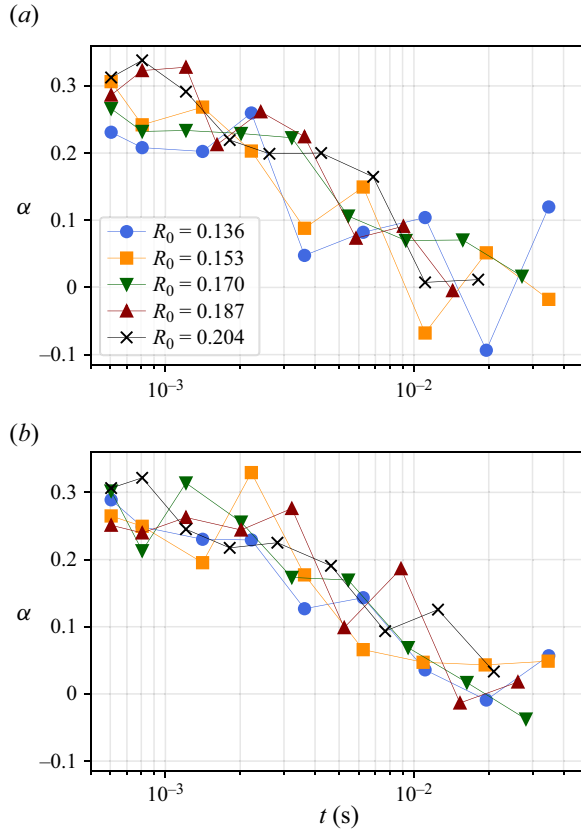 (a)
0.3
0.2
α
0.1
0
–0.1
R₀ = 0.136
R₀ = 0.153
R₀ = 0.170
R₀ = 0.187
R₀ = 0.204
10⁻³
10⁻²
(b)
0.3
0.2
α
0.1
0
–0.1
10⁻³
10⁻²
t (s)